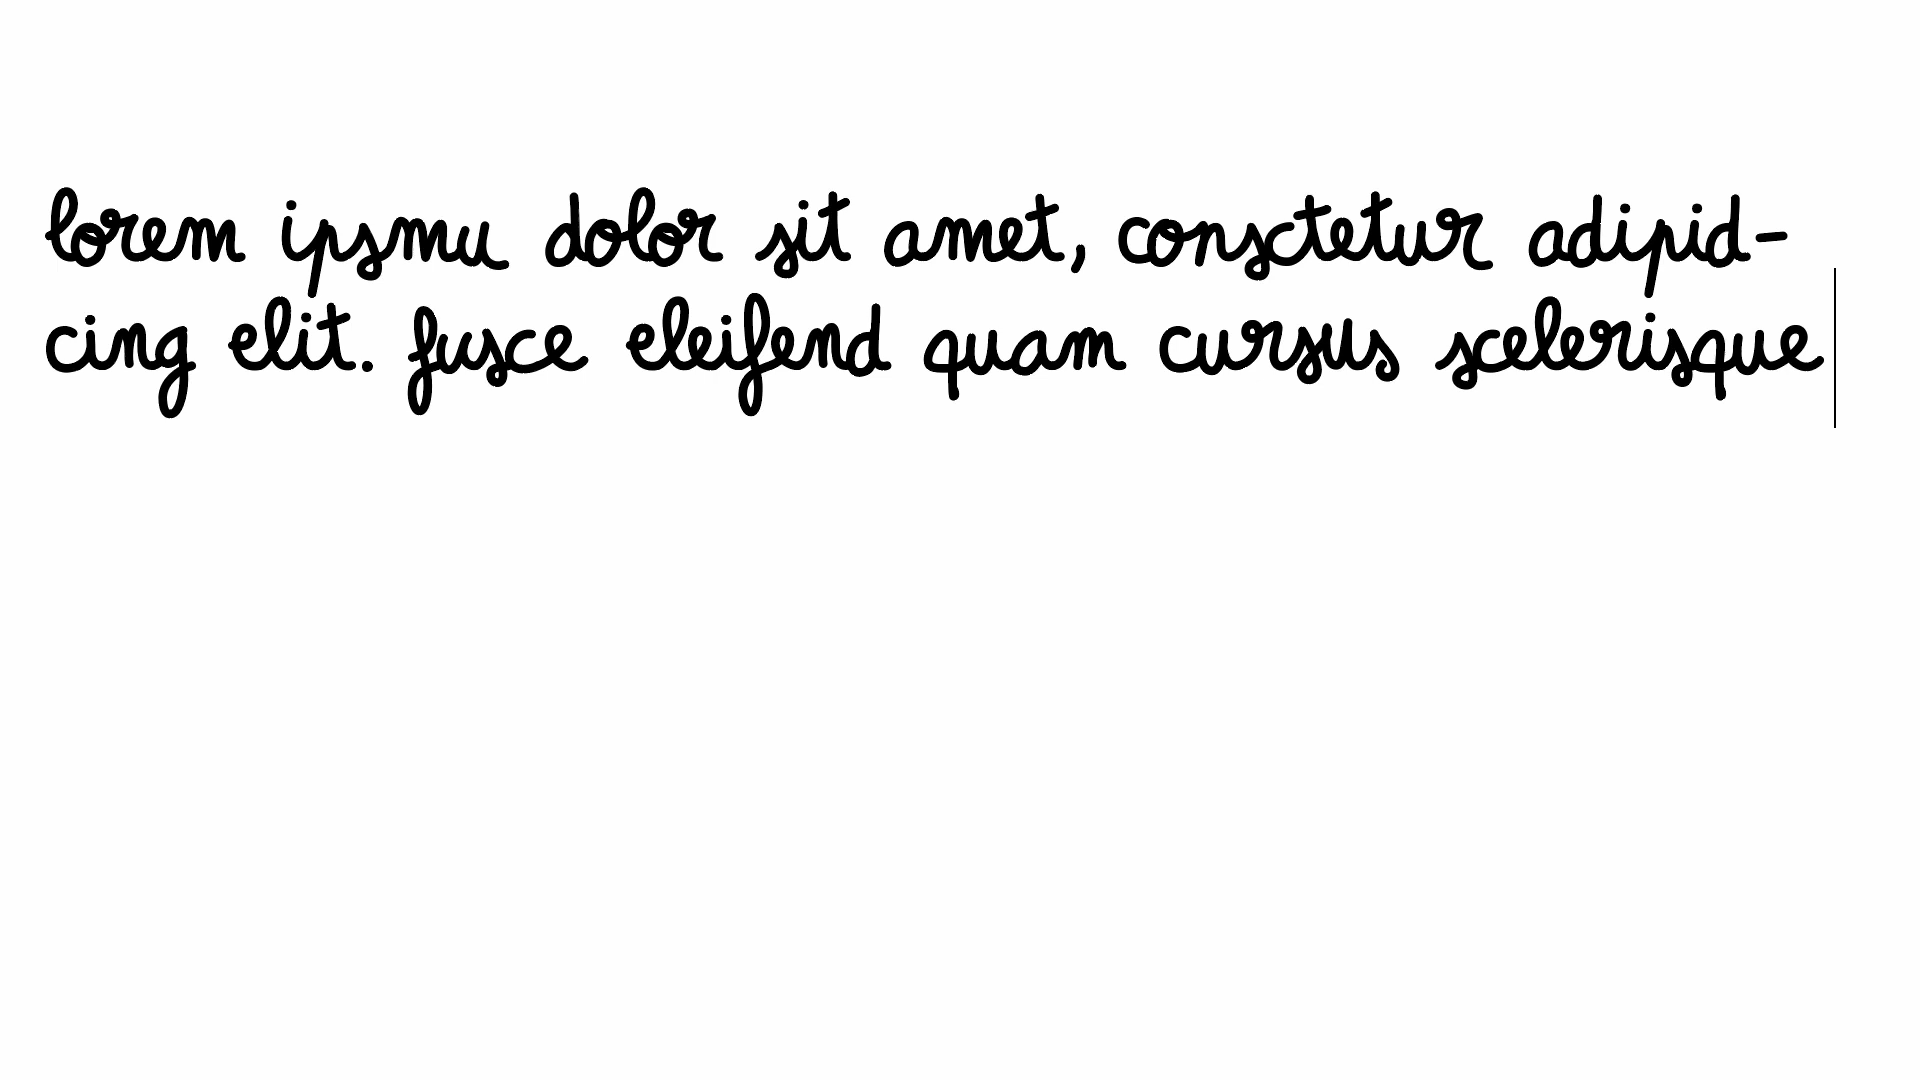 lorem ipsmu dolor sit amet, consctetur adipid-
cing elit. fusce eleifend quam cursus scelerisque